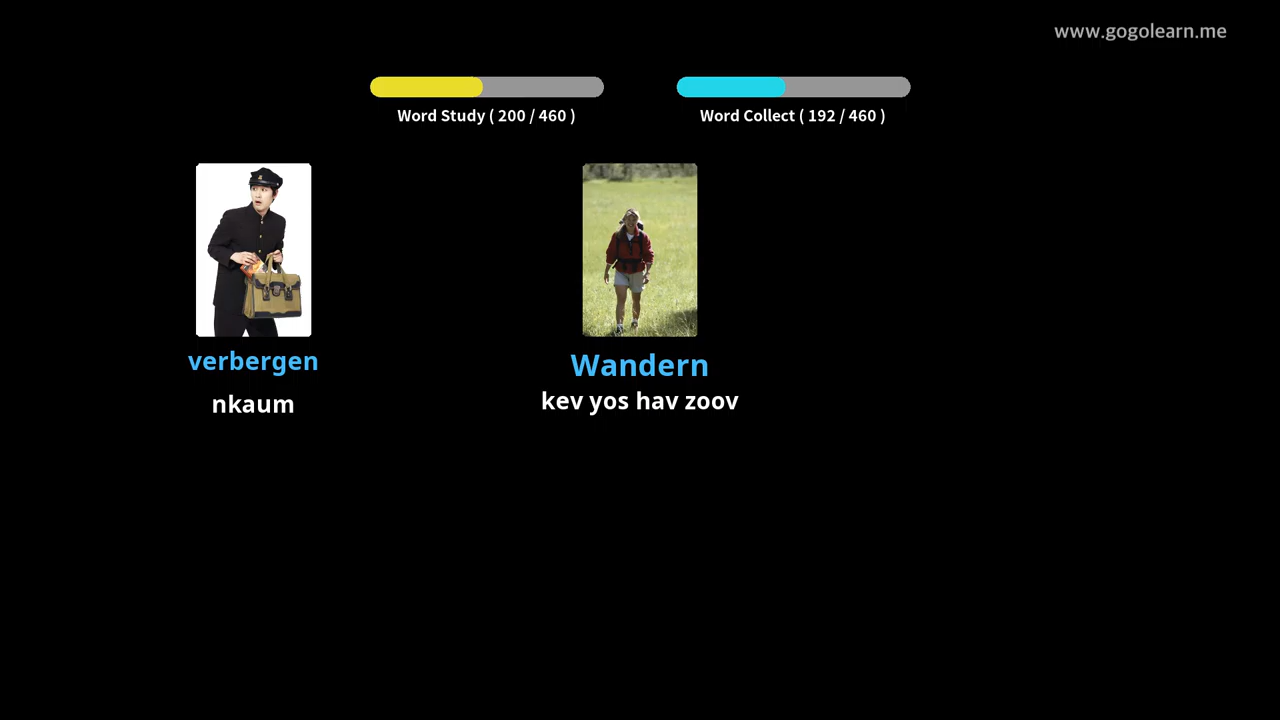 www.gogolearn.me
Word Study ( 200 / 460 )
Word Collect ( 192 / 460 )
verbergen
nkaum
Wandern
kev yos hav zoov